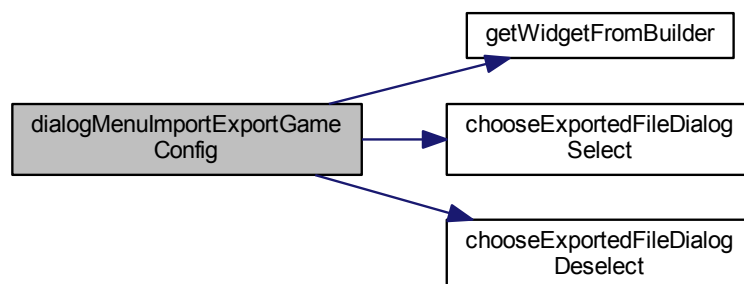 getWidgetFromBuilder
dialogMenuImportExportGame
Config
chooseExportedFileDialog
Select
chooseExportedFileDialog
Deselect